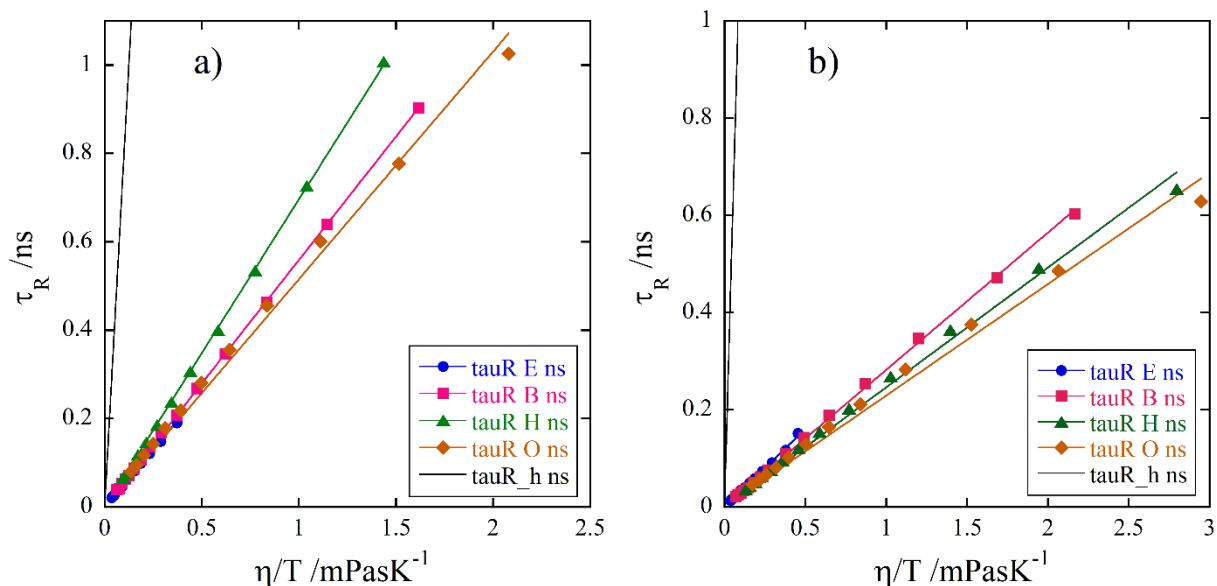 a)
1
0.8
0.6
0.4
0.2
0
τ_R /ns
0 0.5 1 1.5 2 2.5
η/T /mPasK⁻¹
tauR E ns
tauR B ns
tauR H ns
tauR O ns
tauR_h ns
b)
1
0.8
0.6
0.4
0.2
0
τ_R /ns
0 0.5 1 1.5 2 2.5 3
η/T /mPasK⁻¹
tauR E ns
tauR B ns
tauR H ns
tauR O ns
tauR_h ns